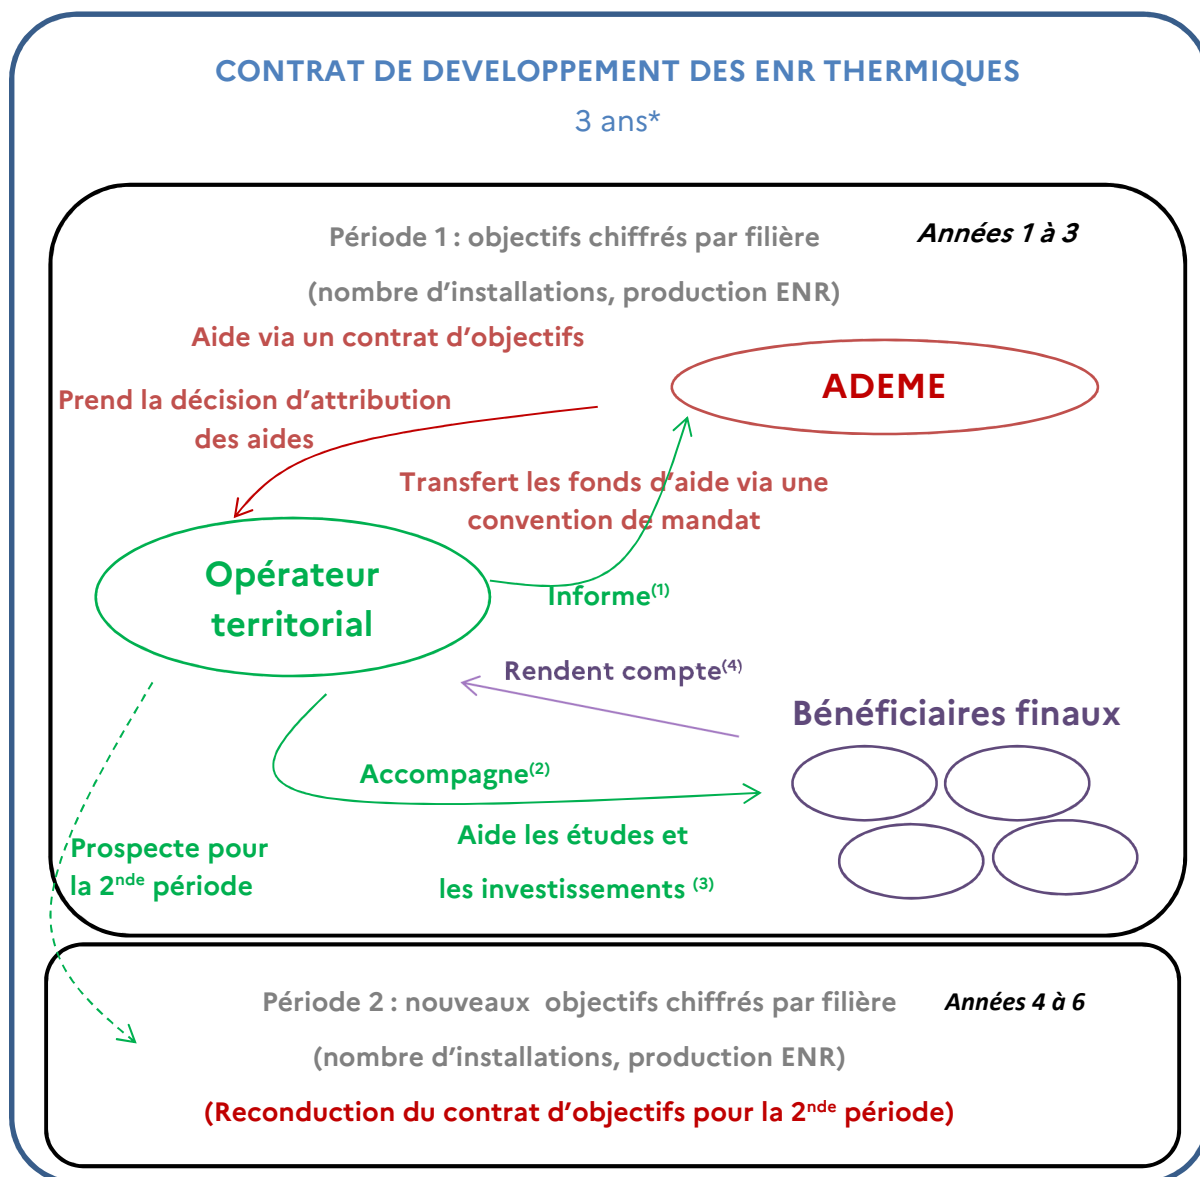 CONTRAT DE DEVELOPPEMENT DES ENR THERMIQUES
3 ans*
Période 1 : objectifs chiffrés par filière
Années 1 à 3
(nombre d’installations, production ENR)
Aide via un contrat d’objectifs
ADEME
Prend la décision d’attribution
des aides
Transfert les fonds d’aide via une
convention de mandat
Opérateur
territorial
Informe(1)
Rendent compte(4)
Bénéficiaires finaux
Accompagne(2)
Aide les études et
les investissements (3)
Prospecte pour
la 2nde période
Période 2 : nouveaux  objectifs chiffrés par filière
Années 4 à 6
(nombre d’installations, production ENR)
(Reconduction du contrat d’objectifs pour la 2nde période)